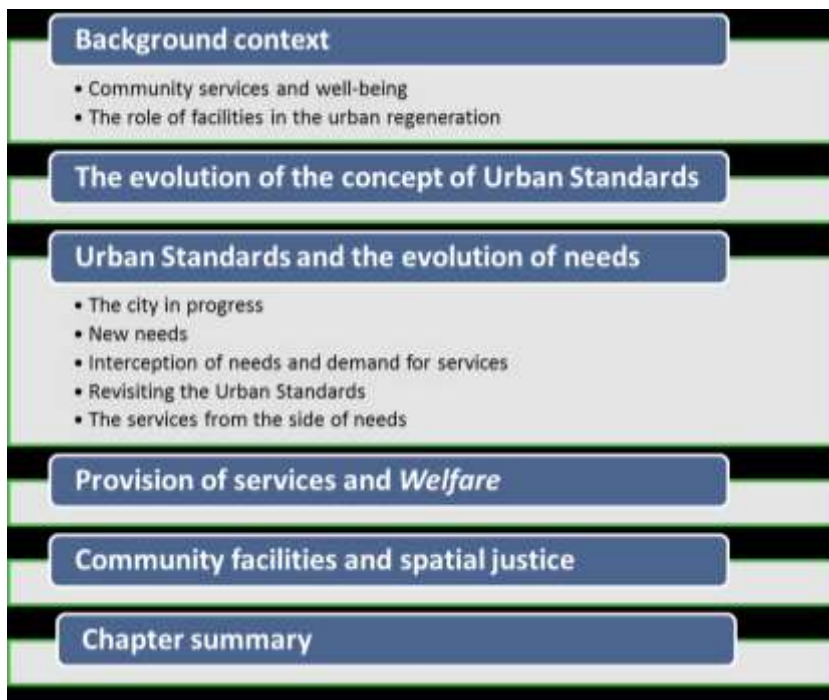 Background context
• Community services and well-being
• The role of facilities in the urban regeneration
The evolution of the concept of Urban Standards
Urban Standards and the evolution of needs
• The city in progress
• New needs
• Interception of needs and demand for services
• Revisiting the Urban Standards
• The services from the side of needs
Provision of services and Welfare
Community facilities and spatial justice
Chapter summary